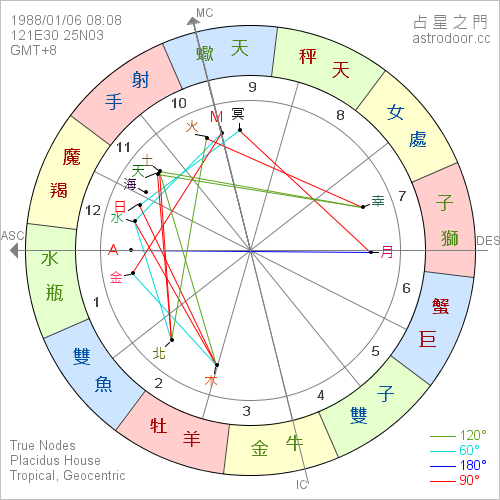 1988/01/06 08:08
121E30 25N03
GMT+8
占星之門
astrodoor.cc
MC
蠍 天
秤 天
射
手
女
處
魔
羯
子
獅
水
瓶
蟹
巨
雙
魚
子
雙
牡 羊
金 牛
9
10
8
11
7
12
6
1
5
2
4
3
火
M
冥
土
天
海
日
水
A
金
幸
月
北
木
ASC
DES
IC
True Nodes
Placidus House
Tropical, Geocentric
120°
60°
180°
90°